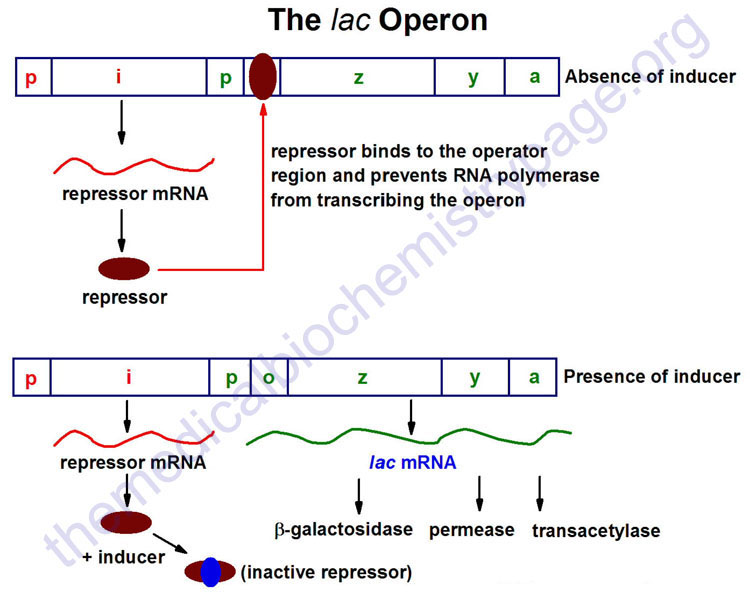 The lac Operon
p i p z y a Absence of inducer
repressor mRNA
repressor binds to the operator
region and prevents RNA polymerase
from transcribing the operon
repressor
p i p o z y a Presence of inducer
repressor mRNA
lac mRNA
β-galactosidase permease transacetylase
+ inducer
(inactive repressor)
themedicalbiochemistrypage.org